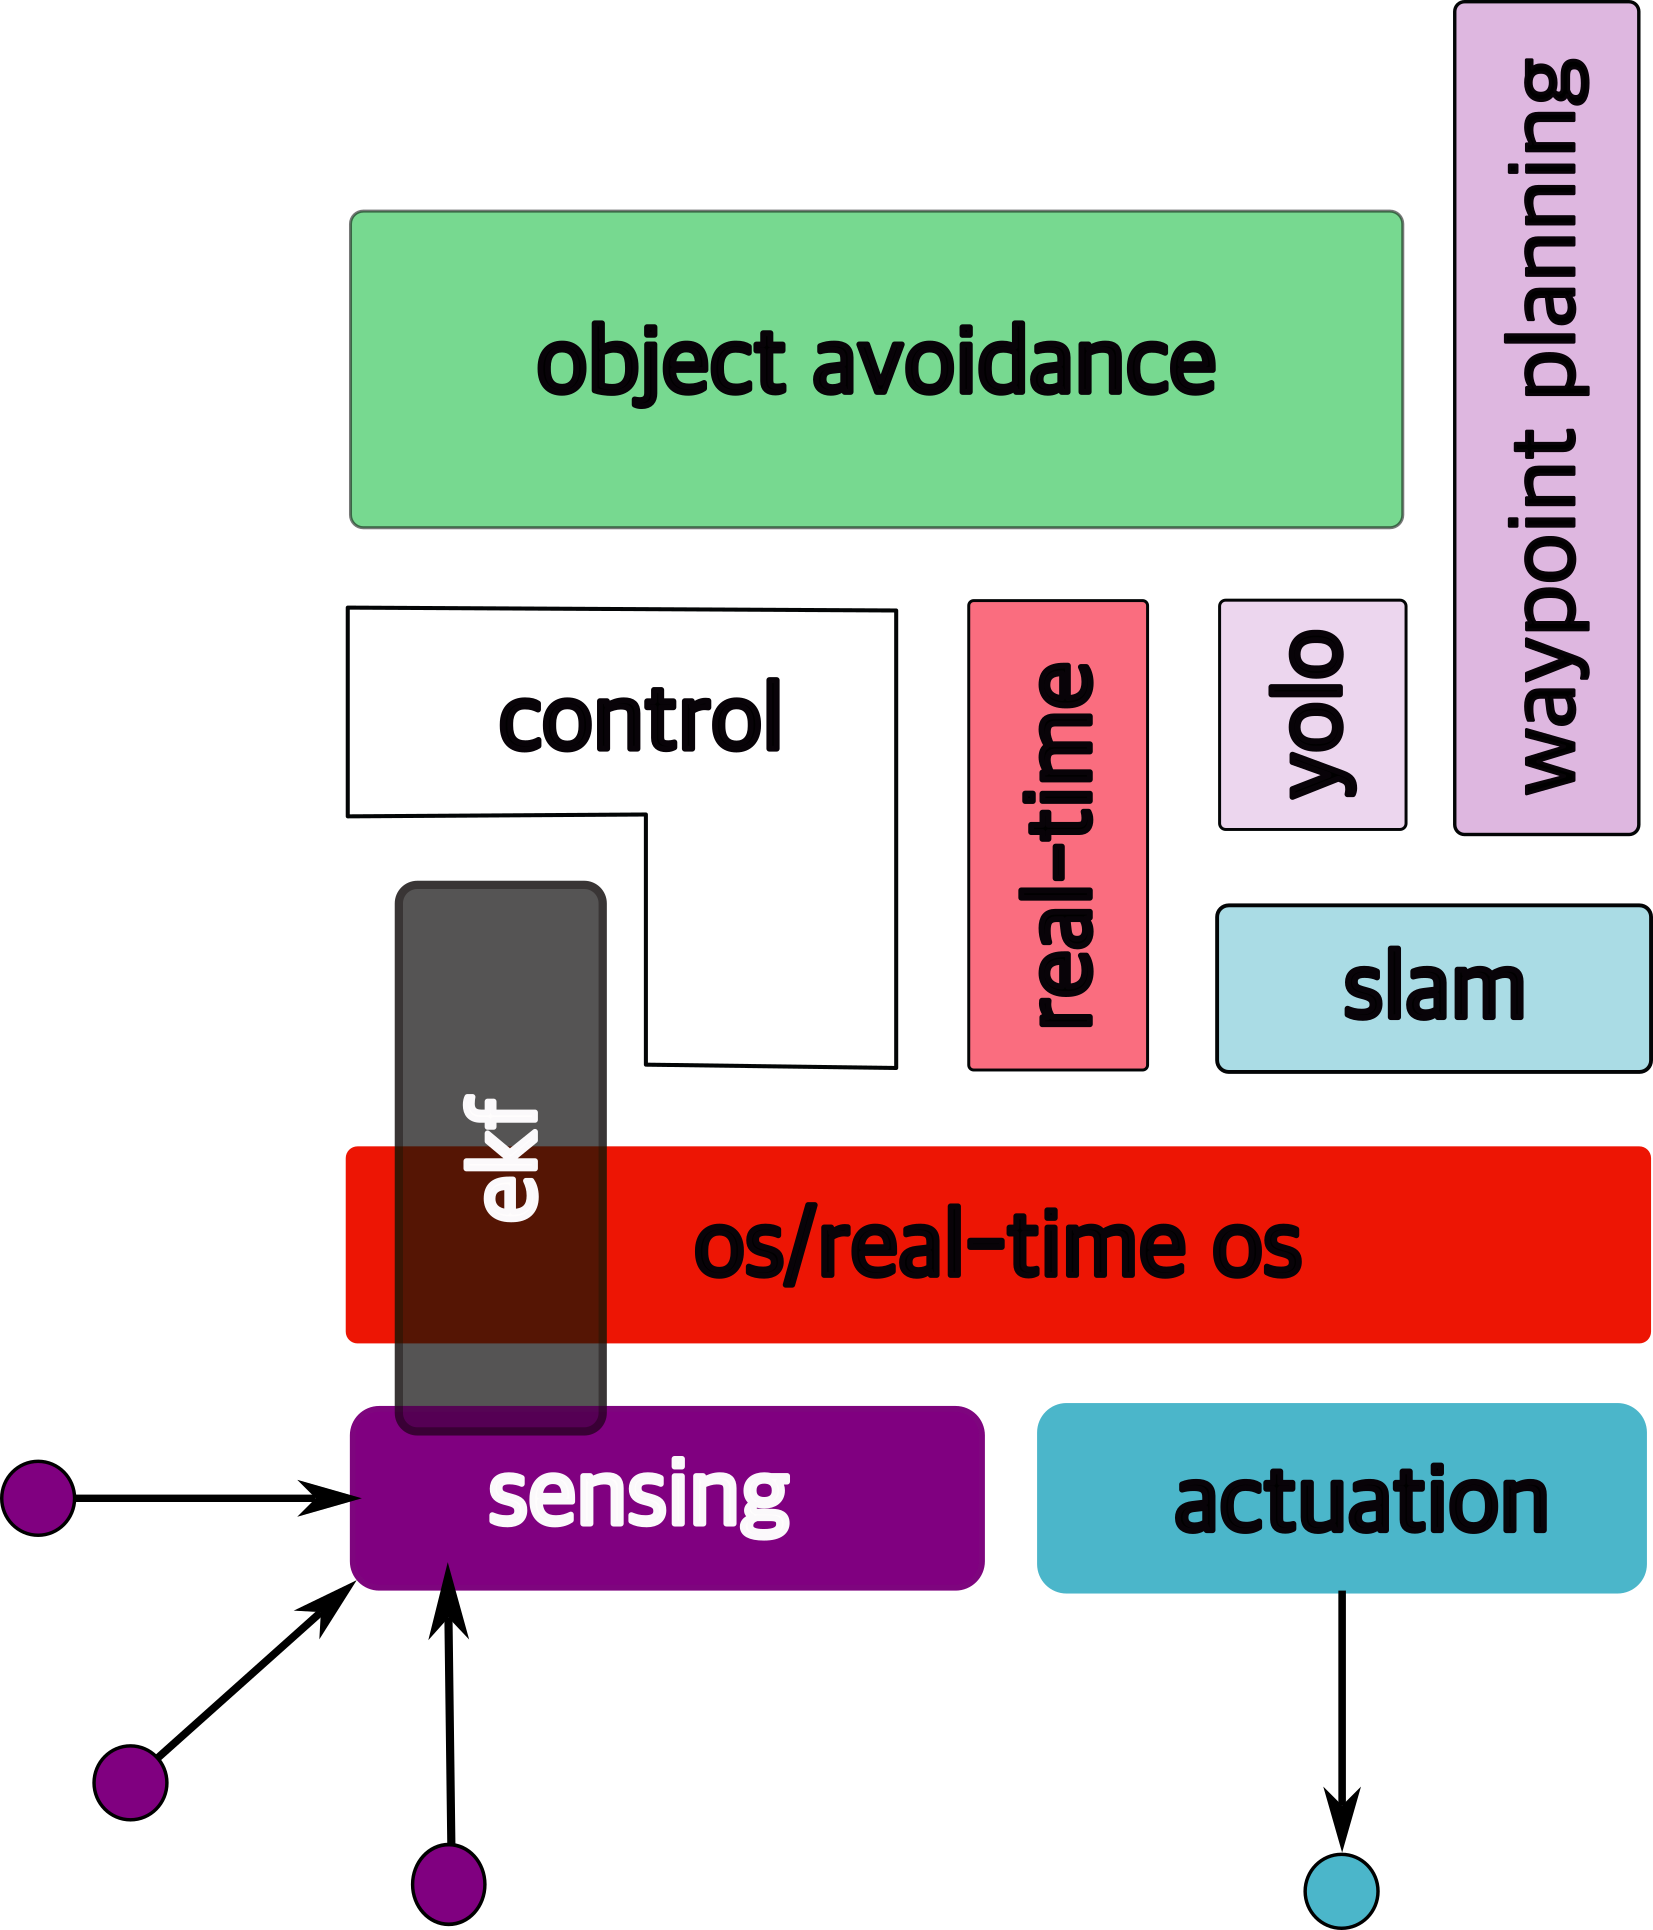 waypoint planning
object avoidance
control
real-time
yolo
slam
ekf
os/real-time os
sensing
actuation